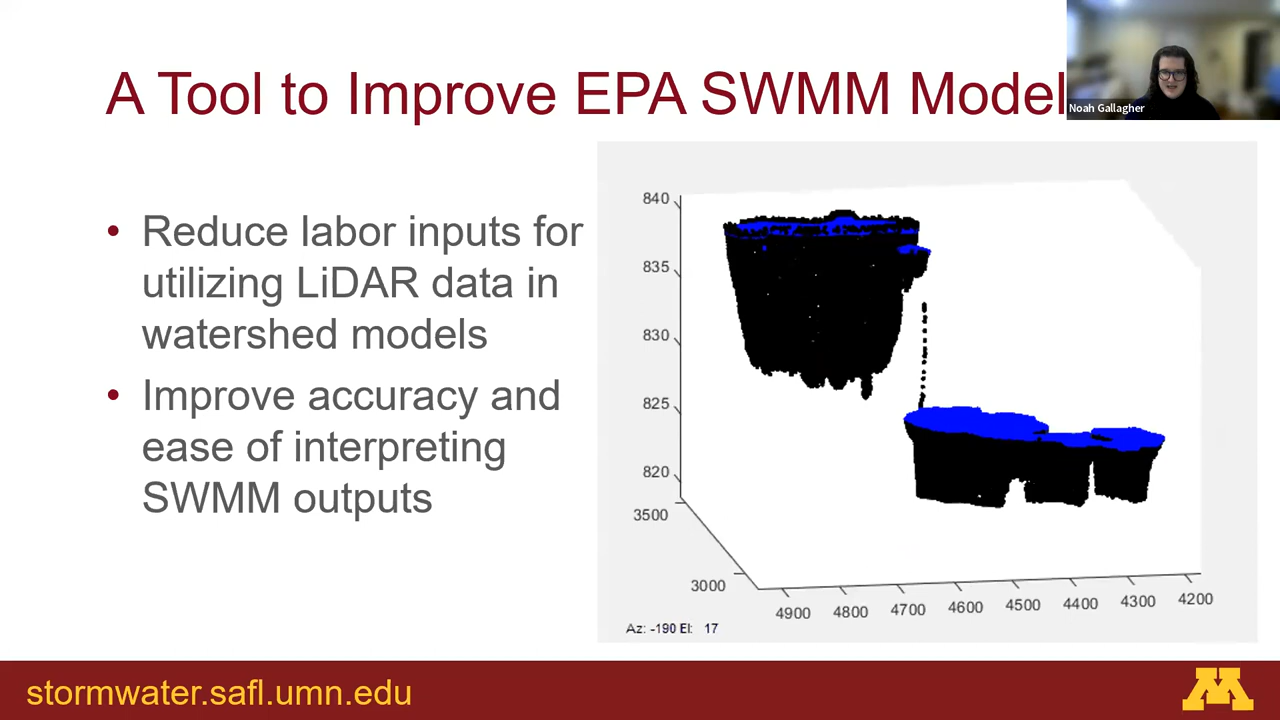 A Tool to Improve EPA SWMM Model
Noah Gallagher
• Reduce labor inputs for
utilizing LiDAR data in
watershed models
• Improve accuracy and
ease of interpreting
SWMM outputs
840
835
830
825
820
3500
3000
4900 4800 4700 4600 4500 4400 4300 4200
Az: -190 El: 17
stormwater.safl.umn.edu
M